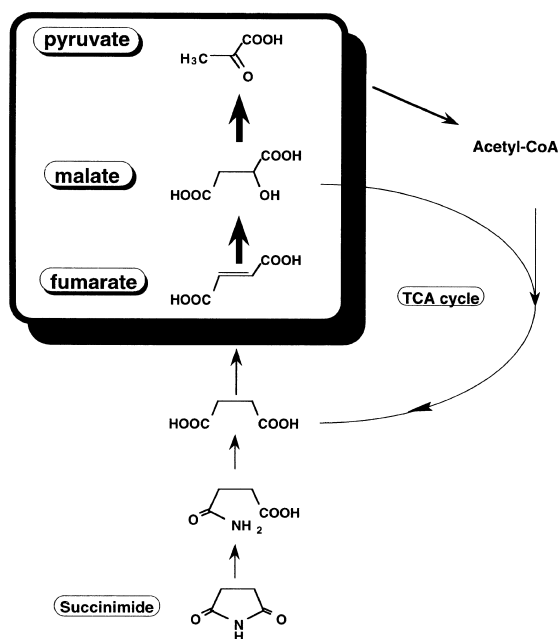 pyruvate
COOH
H3C
O
Acetyl-CoA
malate
COOH
HOOC
OH
fumarate
COOH
HOOC
TCA cycle
HOOC COOH
O NH 2 COOH
Succinimide
O N O
H